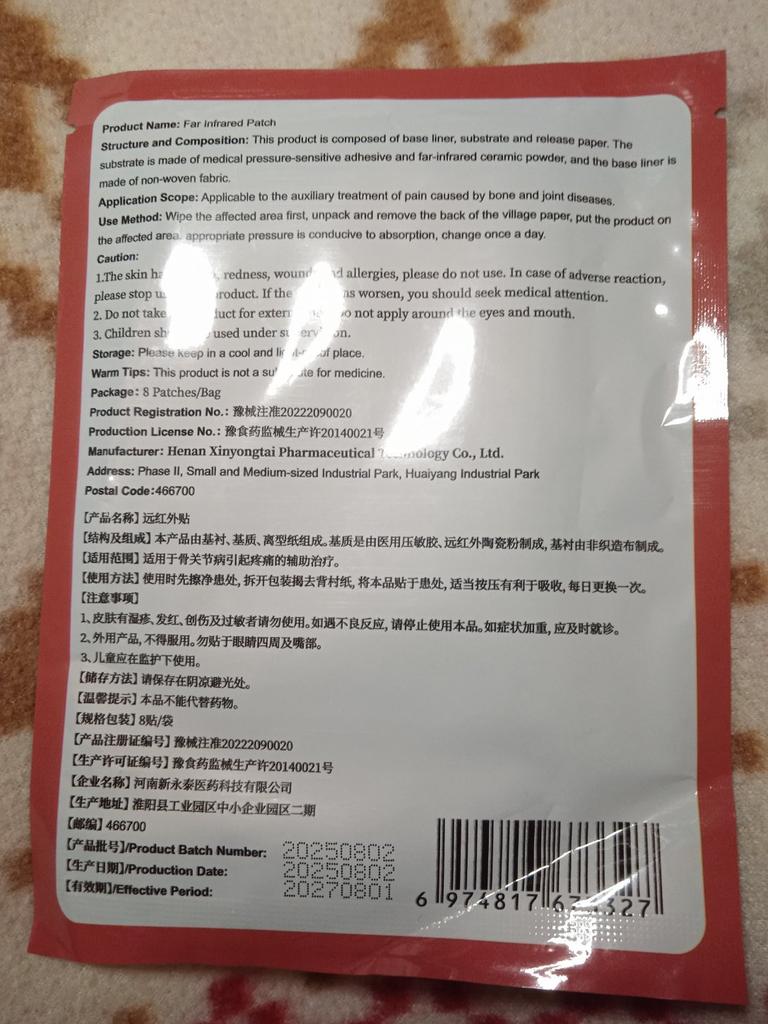 Product Name: Far Infrared Patch
Structure and Composition: This product is composed of base liner, substrate and release paper. The
substrate is made of medical pressure-sensitive adhesive and far-infrared ceramic powder, and the base liner is
made of non-woven fabric.
Application Scope: Applicable to the auxiliary treatment of pain caused by bone and joint diseases.
Use Method: Wipe the affected area first, unpack and remove the back of the village paper, put the product on
the affected area, appropriate pressure is conducive to absorption, change once a day.
Caution:
1.The skin redness, allergies, please do not use. In case of adverse reaction,
please stop If the worsen, you should seek medical attention.
2. Do not take for not apply around the eyes and mouth.
3. Children used under
Storage: Please keep in a cool and place.
Warm Tips: This product is not a for medicine.
Package: 8 Patches/Bag
Product Registration No.: 豫械注准20222090020
Production License No.: 豫食药监械生产许20140021号
Manufacturer: Henan Xinyongtai Pharmaceutical Co., Ltd.
Address: Phase II, Small and Medium-sized Industrial Park, Huaiyang Industrial Park
Postal Code:466700
【产品名称】远红外贴
【结构及组成】本产品由基衬、基质、离型纸组成。基质是由医用压敏胶、远红外陶瓷粉制成, 基衬由非织造布制成。
【适用范围】适用于骨关节病引起疼痛的辅助治疗。
【使用方法】使用时先擦净患处, 拆开包装揭去背村纸, 将本品贴于患处, 适当按压有利于吸收, 每日更换一次。
【注意事项】
1、皮肤有湿疹、发红、创伤及过敏者请勿使用。如遇不良反应, 请停止使用本品。如症状加重, 应及时就诊。
2、外用产品, 不得服用。勿贴于眼睛四周及嘴部。
3、儿童应在监护下使用。
【储存方法】请保存在阴凉避光处。
【温馨提示】本品不能代替药物。
【规格包装】8贴/袋
【产品注册证编号】豫械注准20222090020
【生产许可证编号】豫食药监械生产许20140021号
【企业名称】河南新永泰医药科技有限公司
【生产地址】淮阳县工业园区中小企业园区二期
【邮编】466700
【产品批号】/Product Batch Number: 20250802
【生产日期】/Production Date: 20250802
【有效期】/Effective Period: 20270801
6 974817